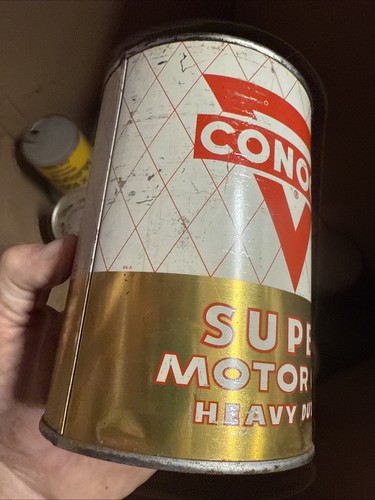 CONO
®
SUPE
MOTOR
HEAVY DU